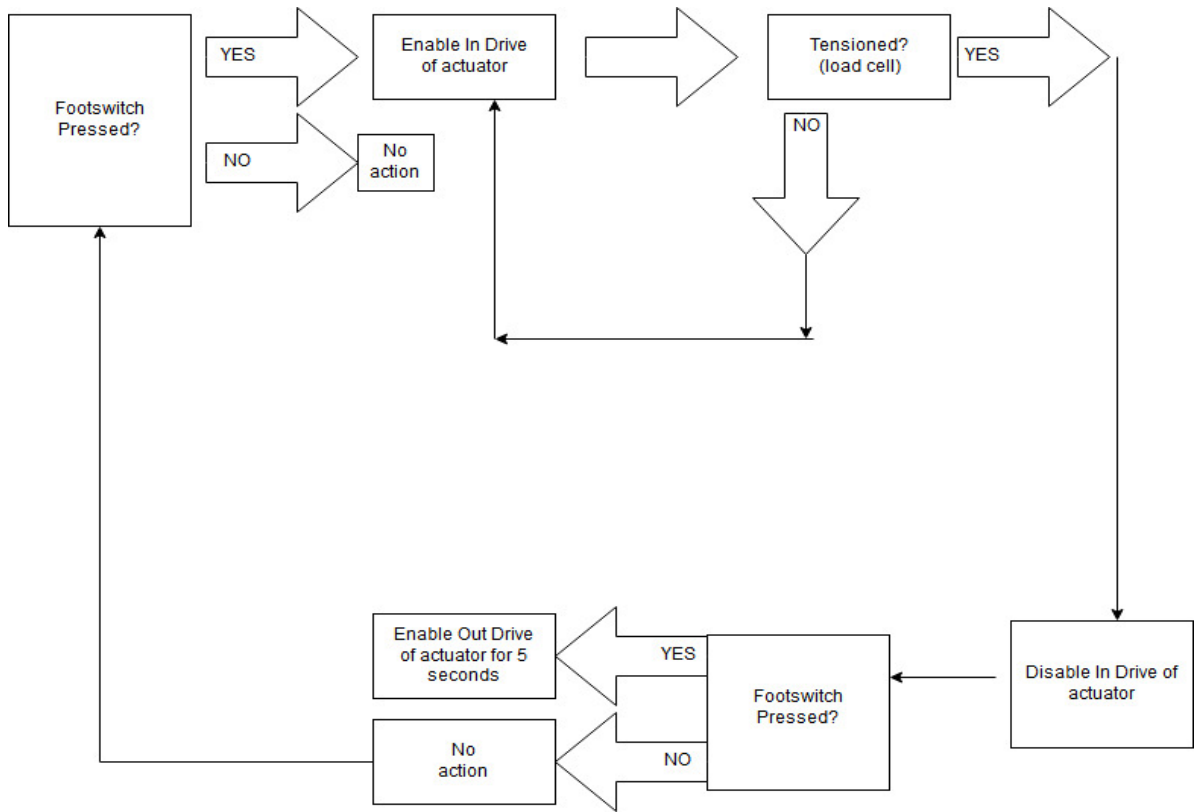 Footswitch
Pressed?
YES
NO
Enable In Drive
of actuator
No
action
Tensioned?
(load cell)
YES
NO
Enable Out Drive
of actuator for 5
seconds
No
action
YES
NO
Footswitch
Pressed?
Disable In Drive of
actuator